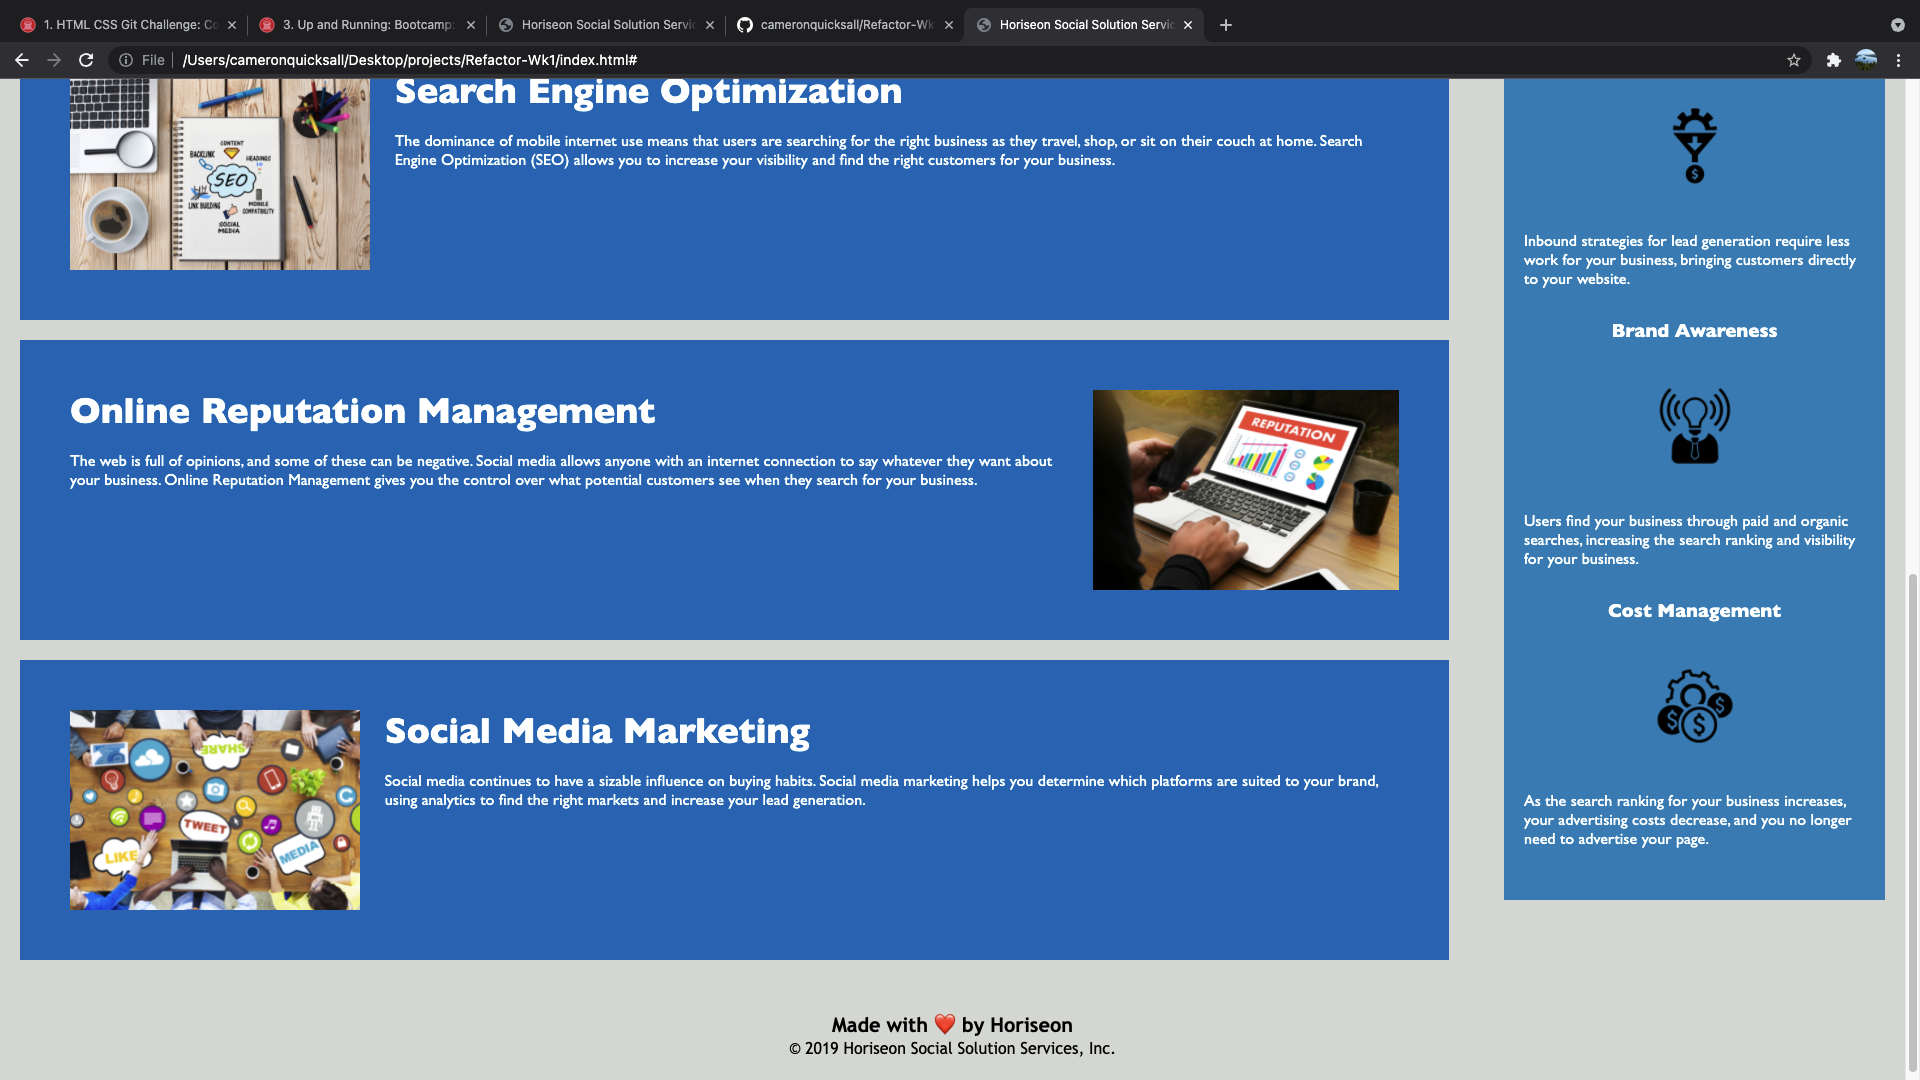 1. HTML CSS Git Challenge: Co
3. Up and Running: Bootcamp:
Horiseon Social Solution Servic
cameronquicksall/Refactor-Wk
Horiseon Social Solution Servic
File
/Users/cameronquicksall/Desktop/projects/Refactor-Wk1/index.html#
Search Engine Optimization
The dominance of mobile internet use means that users are searching for the right business as they travel, shop, or sit on their couch at home. Search
Engine Optimization (SEO) allows you to increase your visibility and find the right customers for your business.
CONTENT
BACKLINK
HEADINGS
SEO
LINK BUILDING
MOBILE
COMPATIBILITY
SOCIAL
MEDIA
Online Reputation Management
The web is full of opinions, and some of these can be negative. Social media allows anyone with an internet connection to say whatever they want about
your business. Online Reputation Management gives you the control over what potential customers see when they search for your business.
REPUTATION
Social Media Marketing
Social media continues to have a sizable influence on buying habits. Social media marketing helps you determine which platforms are suited to your brand,
using analytics to find the right markets and increase your lead generation.
SHARE
TWEET
LIKE
MEDIA
$
Inbound strategies for lead generation require less
work for your business, bringing customers directly
to your website.
Brand Awareness
Users find your business through paid and organic
searches, increasing the search ranking and visibility
for your business.
Cost Management
$ $ $
As the search ranking for your business increases,
your advertising costs decrease, and you no longer
need to advertise your page.
Made with ❤️ by Horiseon
© 2019 Horiseon Social Solution Services, Inc.